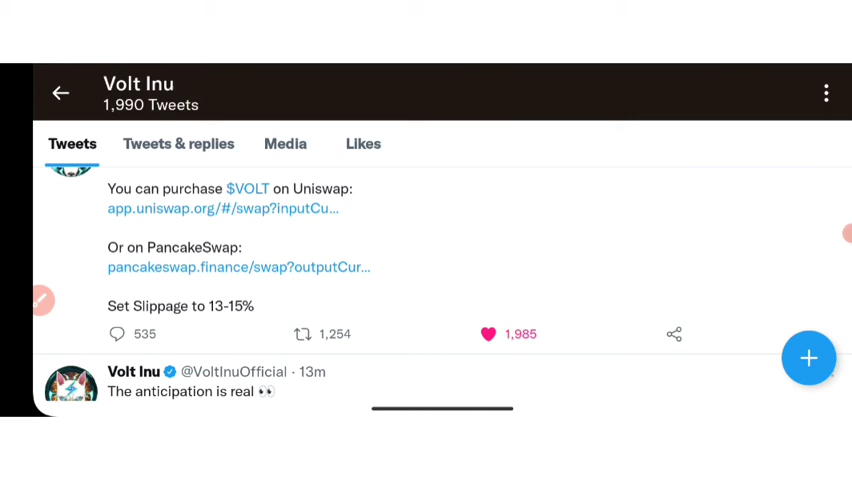 Volt Inu
1,990 Tweets
Tweets Tweets & replies Media Likes
You can purchase $VOLT on Uniswap:
app.uniswap.org/#/swap?inputCu...
Or on PancakeSwap:
pancakeswap.finance/swap?outputCur...
Set Slippage to 13-15%
535 1,254 1,985
Volt Inu @VoltInuOfficial · 13m
The anticipation is real 👀